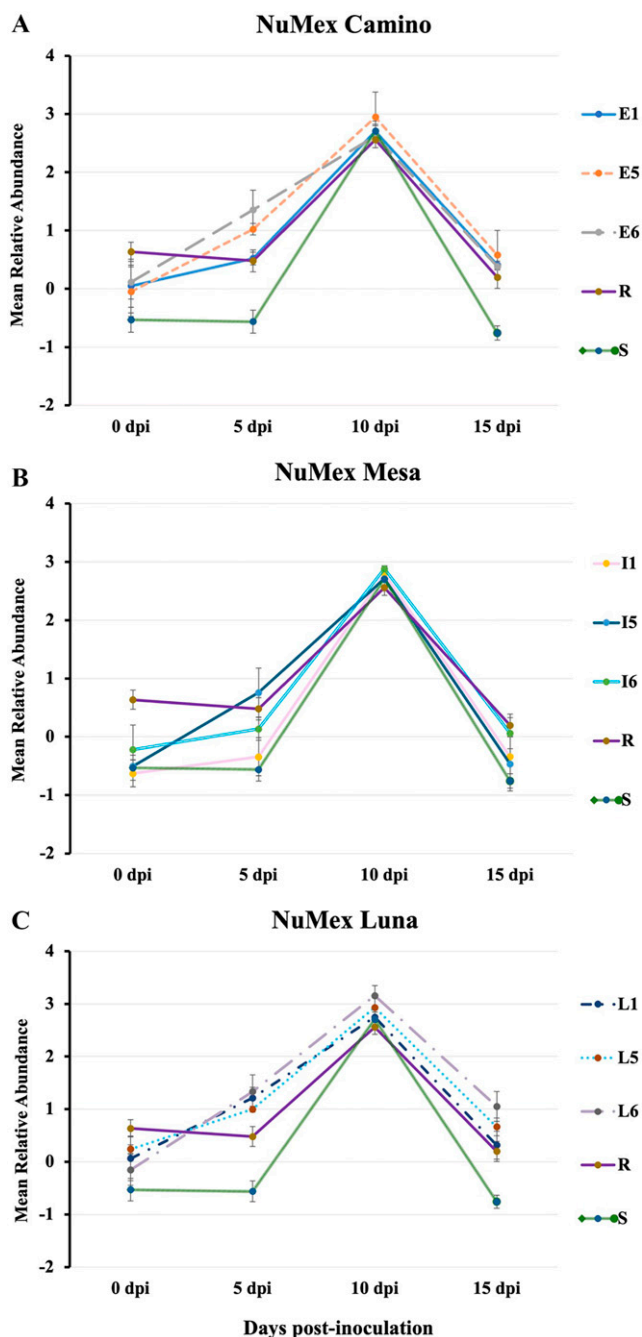 A
NuMex Camino
Mean Relative Abundance
4
3
2
1
0
-1
-2
0 dpi 5 dpi 10 dpi 15 dpi
E1
E5
E6
R
S
B
NuMex Mesa
Mean Relative Abundance
4
3
2
1
0
-1
-2
0 dpi 5 dpi 10 dpi 15 dpi
I1
I5
I6
R
S
C
NuMex Luna
Mean Relative Abundance
4
3
2
1
0
-1
-2
0 dpi 5 dpi 10 dpi 15 dpi
L1
L5
L6
R
S
Days post-inoculation